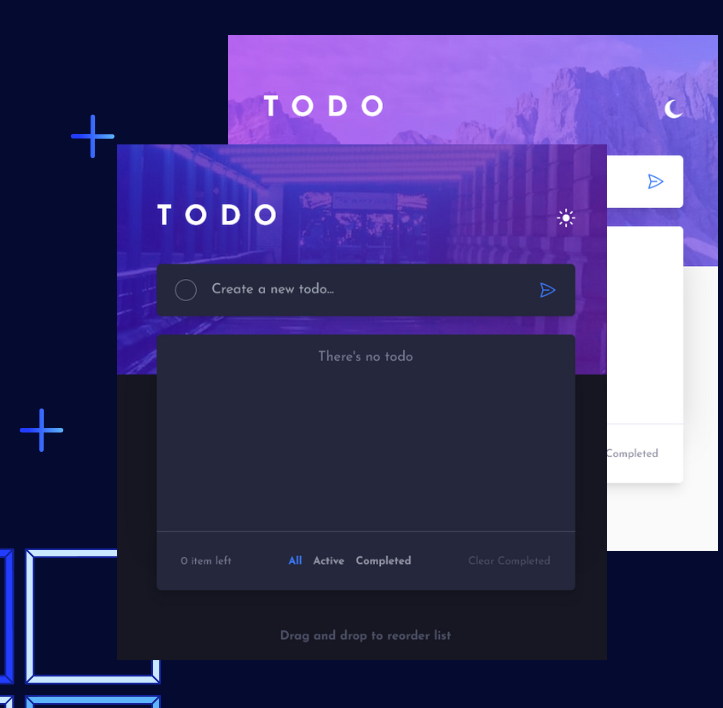 TODO
TODO
Create a new todo...
There's no todo
Completed
0 item left All Active Completed Clear Completed
Drag and drop to reorder list